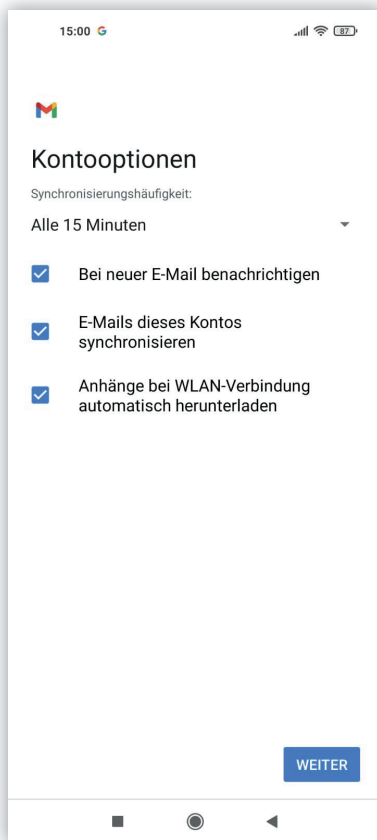 15:00 G 87
Kontooptionen
Synchronisierungshäufigkeit:
Alle 15 Minuten
Bei neuer E-Mail benachrichtigen
E-Mails dieses Kontos
synchronisieren
Anhänge bei WLAN-Verbindung
automatisch herunterladen
WEITER